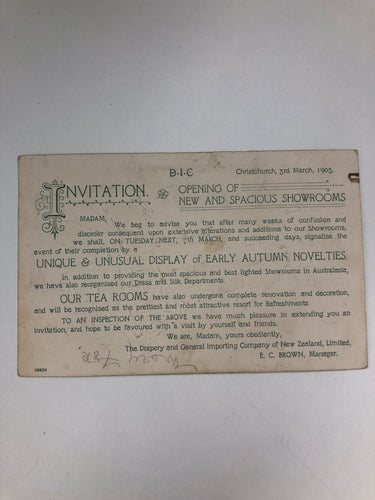 D·I·C
Christchurch, 3rd March, 1905.
INVITATION.
OPENING OF
NEW AND SPACIOUS SHOWROOMS
MADAM,
We beg to advise you that after many weeks of confusion and
disorder consequent upon extensive alterations and additions to our Showrooms,
we shall, ON TUESDAY NEXT, 7th MARCH, and succeeding days, signalise the
event of their completion by a
UNIQUE & UNUSUAL DISPLAY of EARLY AUTUMN NOVELTIES.
In addition to providing the most spacious and best lighted Showrooms in Australasia,
we have also reorganised our Dress and Silk Departments.
OUR TEA ROOMS have also undergone complete renovation and decoration,
and will be recognised as the prettiest and most attractive resort for Refreshments
TO AN INSPECTION OF THE ABOVE we have much pleasure in extending you an
invitation, and hope to be favoured with a visit by yourself and friends.
We are, Madam, yours obediently,
The Drapery and General Importing Company of New Zealand, Limited,
E. C. BROWN, Manager.